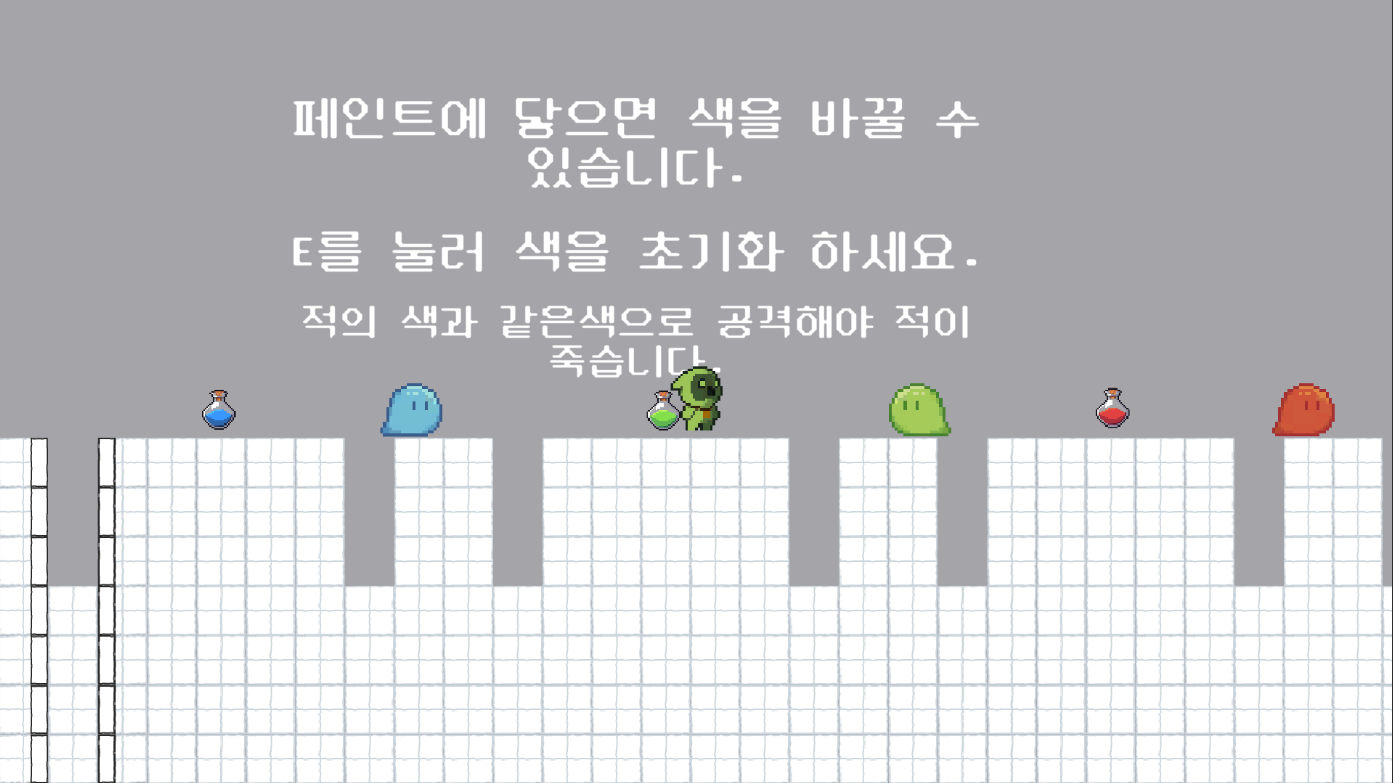 페인트에 닿으면 색을 바꿀 수
있습니다.
E를 눌러 색을 초기화 하세요.
적의 색과 같은색으로 공격해야 적이
죽습니다.